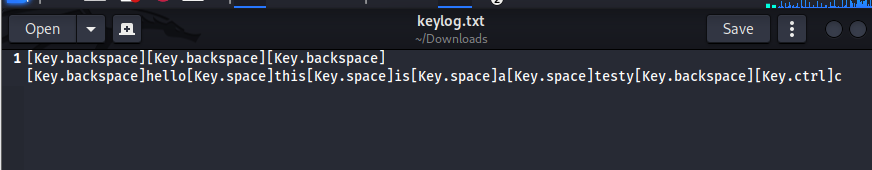 Open
keylog.txt
~/Downloads
Save
1 [Key.backspace][Key.backspace][Key.backspace]
[Key.backspace]hello[Key.space]this[Key.space]is[Key.space]a[Key.space]testy[Key.backspace][Key.ctrl]c